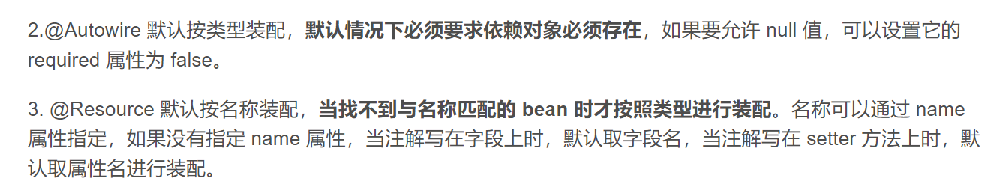 2.@Autowire 默认按类型装配，默认情况下必须要求依赖对象必须存在，如果要允许 null 值，可以设置它的
required 属性为 false。
3. @Resource 默认按名称装配，当找不到与名称匹配的 bean 时才按照类型进行装配。名称可以通过 name
属性指定，如果没有指定 name 属性，当注解写在字段上时，默认取字段名，当注解写在 setter 方法上时，默
认取属性名进行装配。